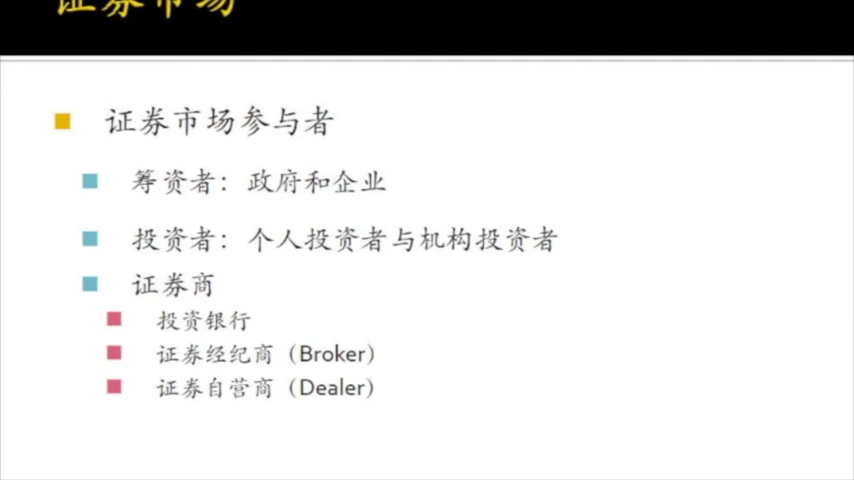 证券市场
证券市场参与者
筹资者：政府和企业
投资者：个人投资者与机构投资者
证券商
投资银行
证券经纪商（Broker）
证券自营商（Dealer）